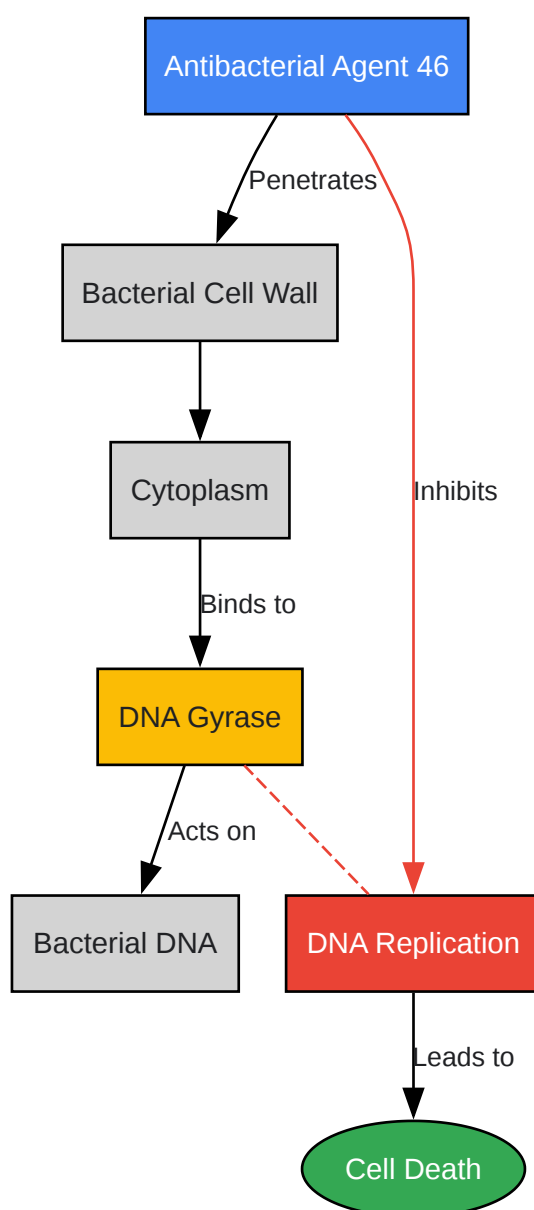 Antibacterial Agent 46
Penetrates
Bacterial Cell Wall
Cytoplasm
Inhibits
Binds to
DNA Gyrase
Acts on
Bacterial DNA
DNA Replication
Leads to
Cell Death